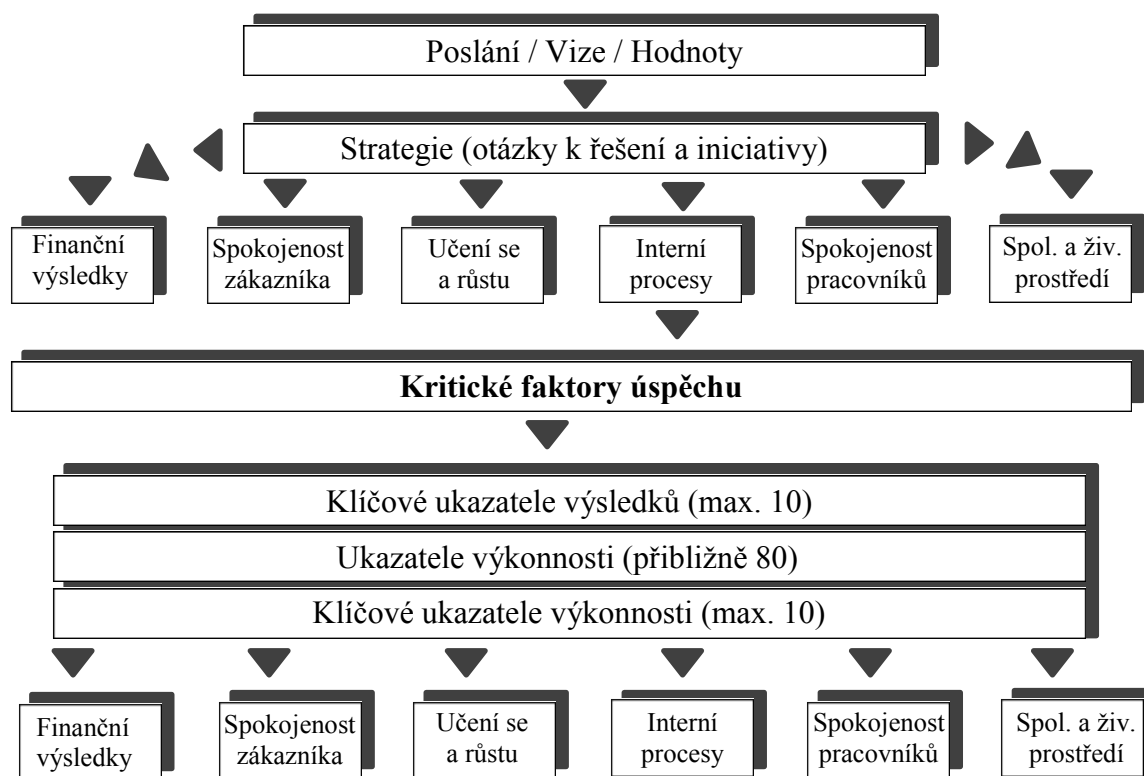 Poslání / Vize / Hodnoty
Strategie (otázky k řešení a iniciativy)
Finanční
výsledky
Spokojenost
zákazníka
Učení se
a růstu
Interní
procesy
Spokojenost
pracovníků
Spol. a živ.
prostředí
Kritické faktory úspěchu
Klíčové ukazatele výsledků (max. 10)
Ukazatele výkonnosti (přibližně 80)
Klíčové ukazatele výkonnosti (max. 10)
Finanční
výsledky
Spokojenost
zákazníka
Učení se
a růstu
Interní
procesy
Spokojenost
pracovníků
Spol. a živ.
prostředí